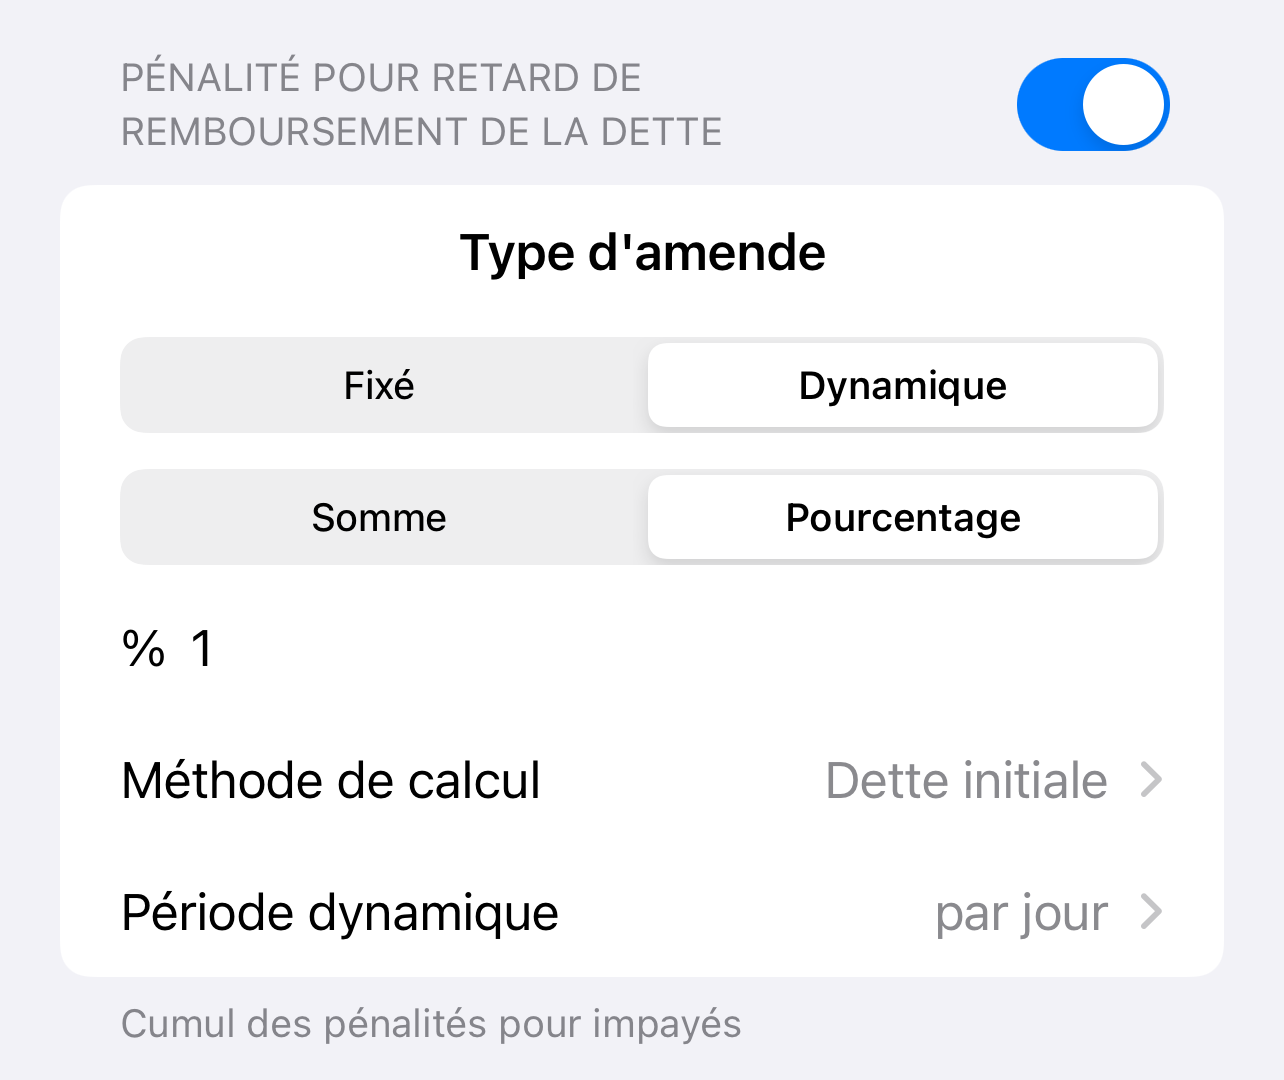 PÉNALITÉ POUR RETARD DE
REMBOURSEMENT DE LA DETTE
Type d'amende
Fixé
Dynamique
Somme
Pourcentage
% 1
Méthode de calcul
Dette initiale
Période dynamique
par jour
Cumul des pénalités pour impayés